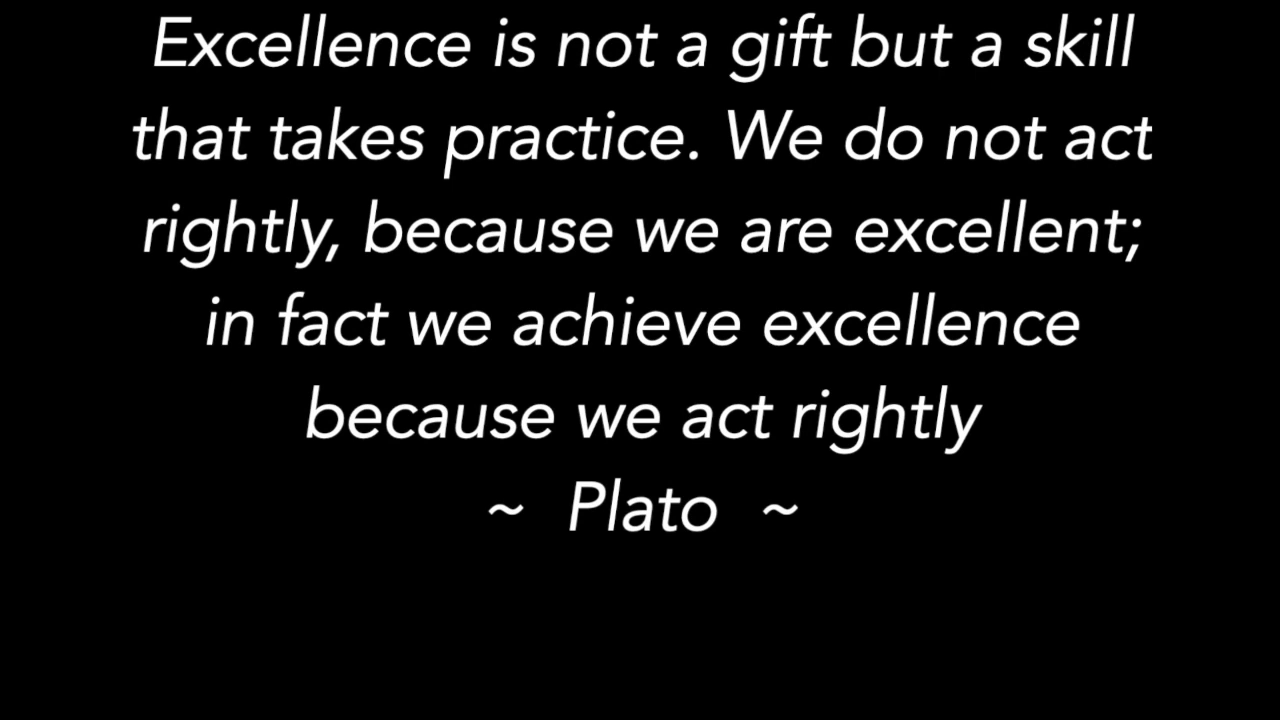 Excellence is not a gift but a skill
that takes practice. We do not act
rightly, because we are excellent;
in fact we achieve excellence
because we act rightly
~ Plato ~